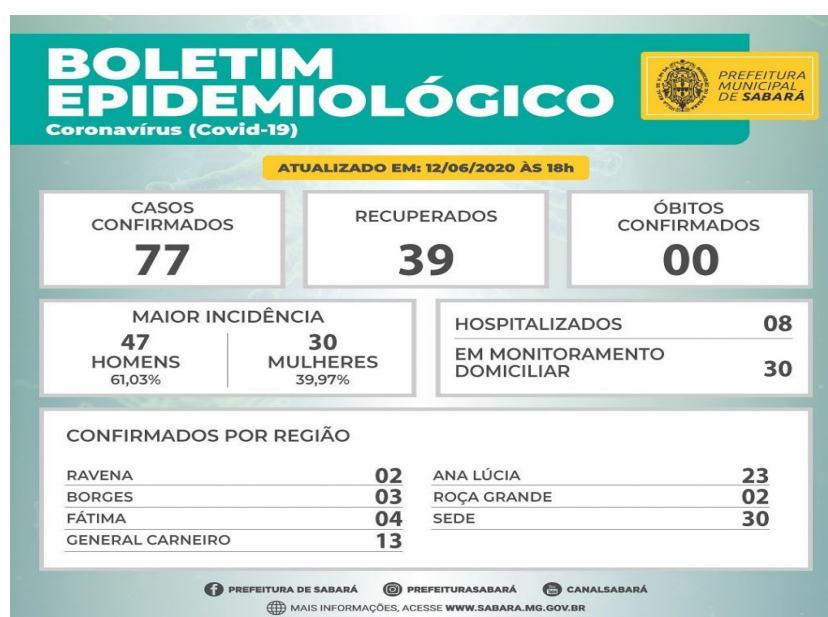 BOLETIM
EPIDEMIOLÓGICO
Coronavírus (Covid-19)
PREFEITURA
MUNICIPAL
DE SABARÁ
ATUALIZADO EM: 12/06/2020 ÀS 18h
CASOS
CONFIRMADOS
77
RECUPERADOS
39
ÓBITOS
CONFIRMADOS
00
MAIOR INCIDÊNCIA
47
HOMENS
61,03%
30
MULHERES
39,97%
HOSPITALIZADOS 08
EM MONITORAMENTO
DOMICILIAR 30
CONFIRMADOS POR REGIÃO
RAVENA 02
BORGES 03
FÁTIMA 04
GENERAL CARNEIRO 13
ANA LÚCIA 23
ROÇA GRANDE 02
SEDE 30
PREFEITURA DE SABARÁ PREFEITURASABARÁ CANALSABARÁ
MAIS INFORMAÇÕES, ACESSE WWW.SABARA.MG.GOV.BR